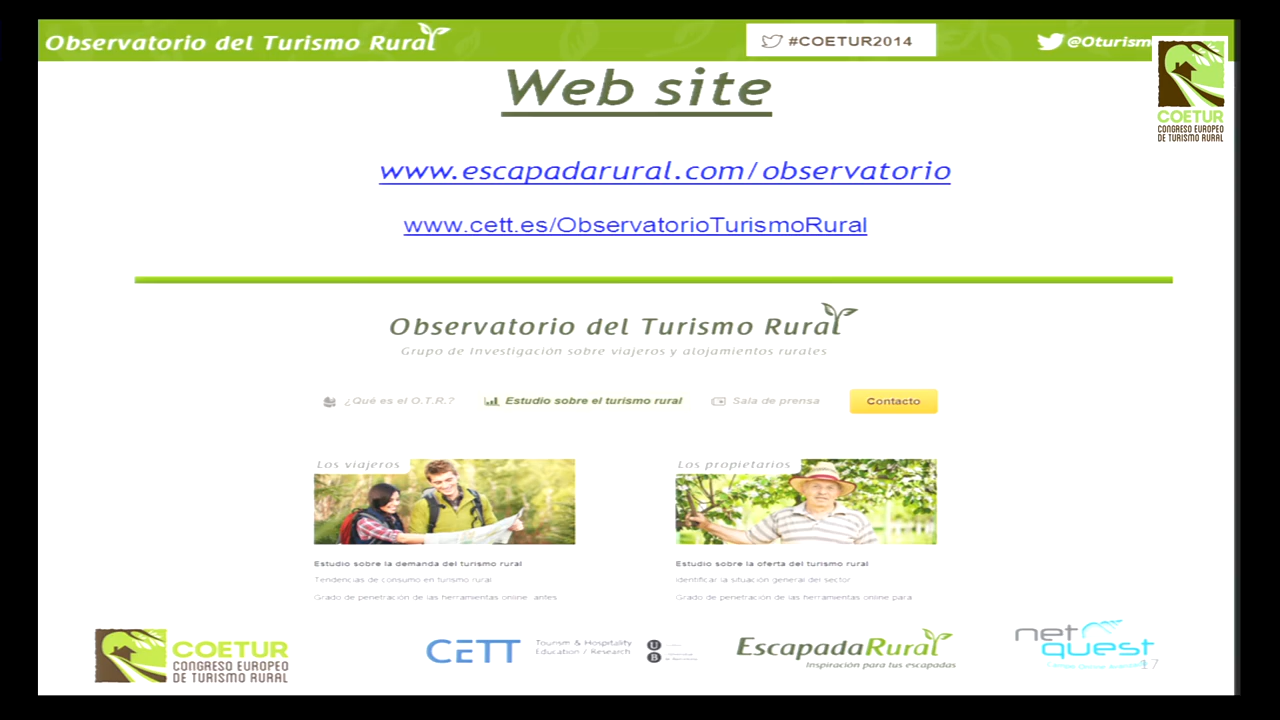 Observatorio del Turismo Rural
#COETUR2014
@Oturism
COETUR
CONGRESO EUROPEO
DE TURISMO RURAL
Web site
www.escapadarural.com/observatorio
www.cett.es/ObservatorioTurismoRural
Observatorio del Turismo Rural
Grupo de Investigación sobre viajeros y alojamientos rurales
¿Qué es el O.T.R.?
Estudio sobre el turismo rural
Sala de prensa
Contacto
Los viajeros
Los propietarios
Estudio sobre la demanda del turismo rural
Estudio sobre la oferta del turismo rural
Tendencias de consumo en turismo rural
Identificar la situación general del sector
Grado de penetración de las herramientas online antes
Grado de penetración de las herramientas online para
COETUR
CONGRESO EUROPEO
DE TURISMO RURAL
CETT
Tourism & Hospitality
Education / Research
U
B
EscapadaRural
Inspiración para tus escapadas
net
quest
17